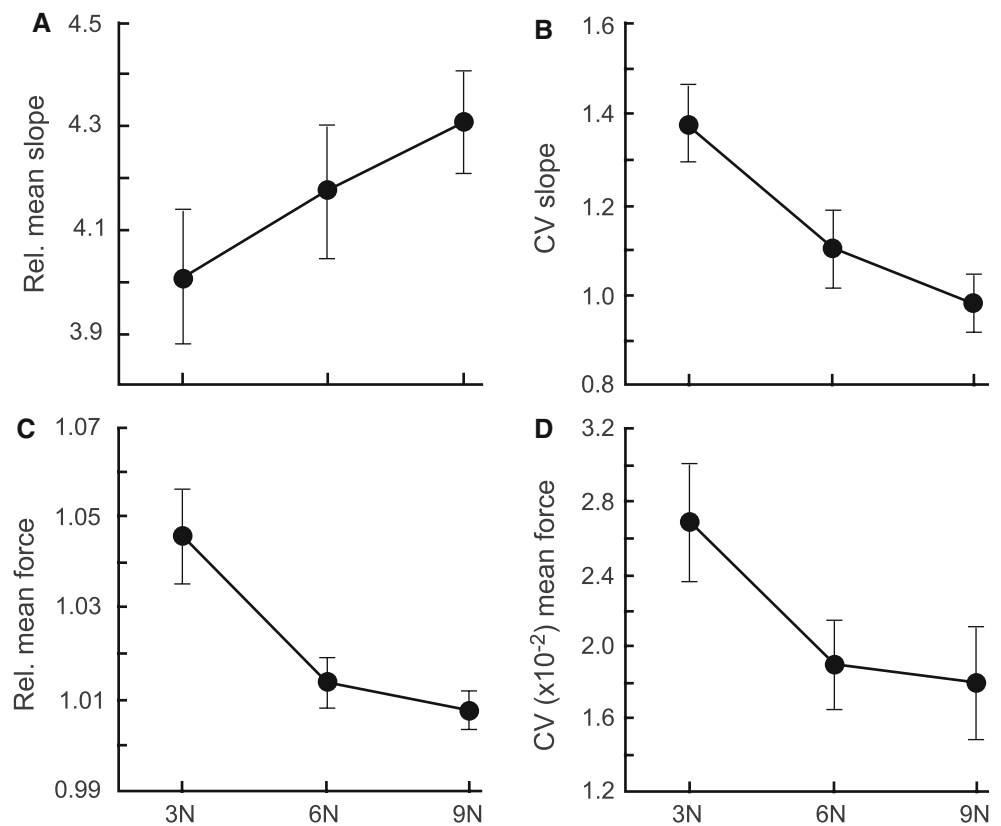 A
Rel. mean slope
4.5
4.3
4.1
3.9
B
CV slope
1.6
1.4
1.2
1.0
0.8
C
Rel. mean force
1.07
1.05
1.03
1.01
0.99
3N 6N 9N
D
CV (x10⁻²) mean force
3.2
2.8
2.4
2.0
1.6
1.2
3N 6N 9N